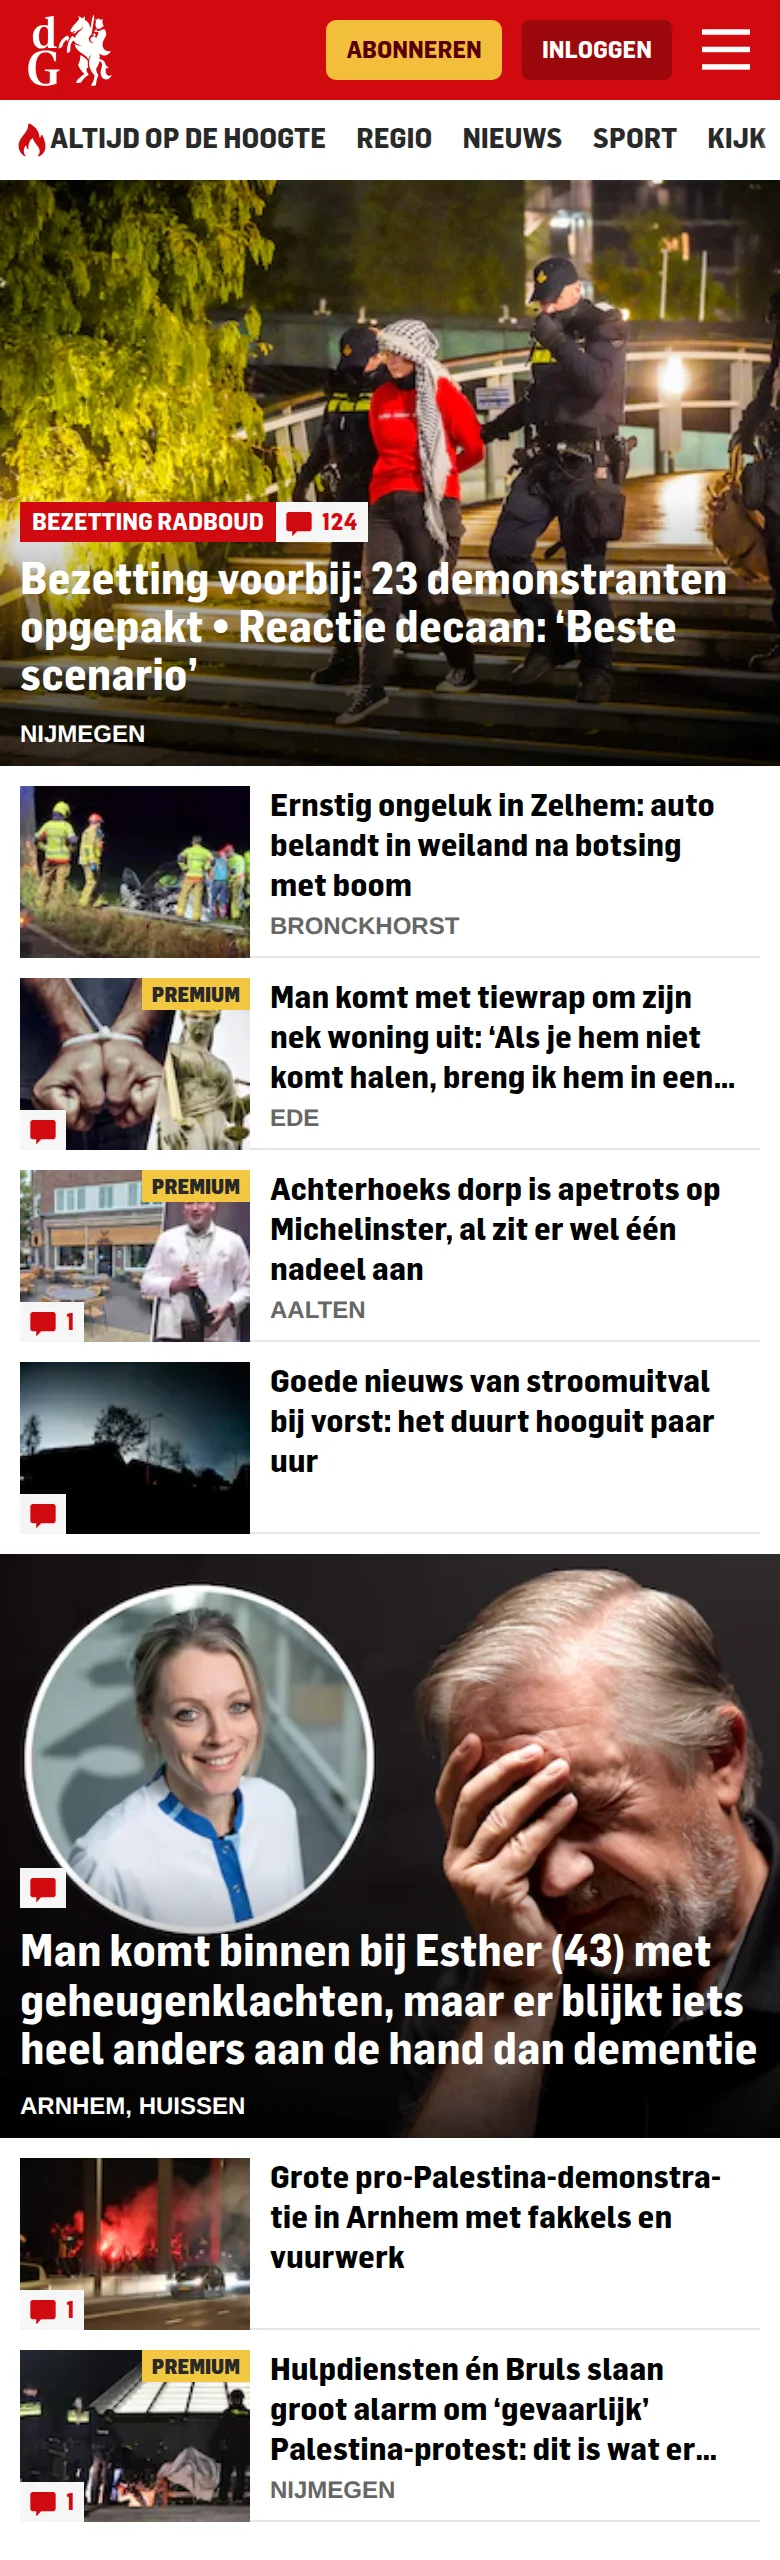 dG
ABONNEREN
INLOGGEN
ALTIJD OP DE HOOGTE
REGIO
NIEUWS
SPORT
KIJK
BEZETTING RADBOUD
124
Bezetting voorbij: 23 demonstranten
opgepakt • Reactie decaan: ‘Beste
scenario’
NIJMEGEN
Ernstig ongeluk in Zelhem: auto
belandt in weiland na botsing
met boom
BRONCKHORST
PREMIUM
Man komt met tiewrap om zijn
nek woning uit: ‘Als je hem niet
komt halen, breng ik hem in een...
EDE
PREMIUM
1
Achterhoeks dorp is apetrots op
Michelinster, al zit er wel één
nadeel aan
AALTEN
Goede nieuws van stroomuitval
bij vorst: het duurt hooguit paar
uur
Man komt binnen bij Esther (43) met
geheugenklachten, maar er blijkt iets
heel anders aan de hand dan dementie
ARNHEM, HUISSEN
1
Grote pro-Palestina-demonstra-
tie in Arnhem met fakkels en
vuurwerk
PREMIUM
1
Hulpdiensten én Bruls slaan
groot alarm om ‘gevaarlijk’
Palestina-protest: dit is wat er...
NIJMEGEN